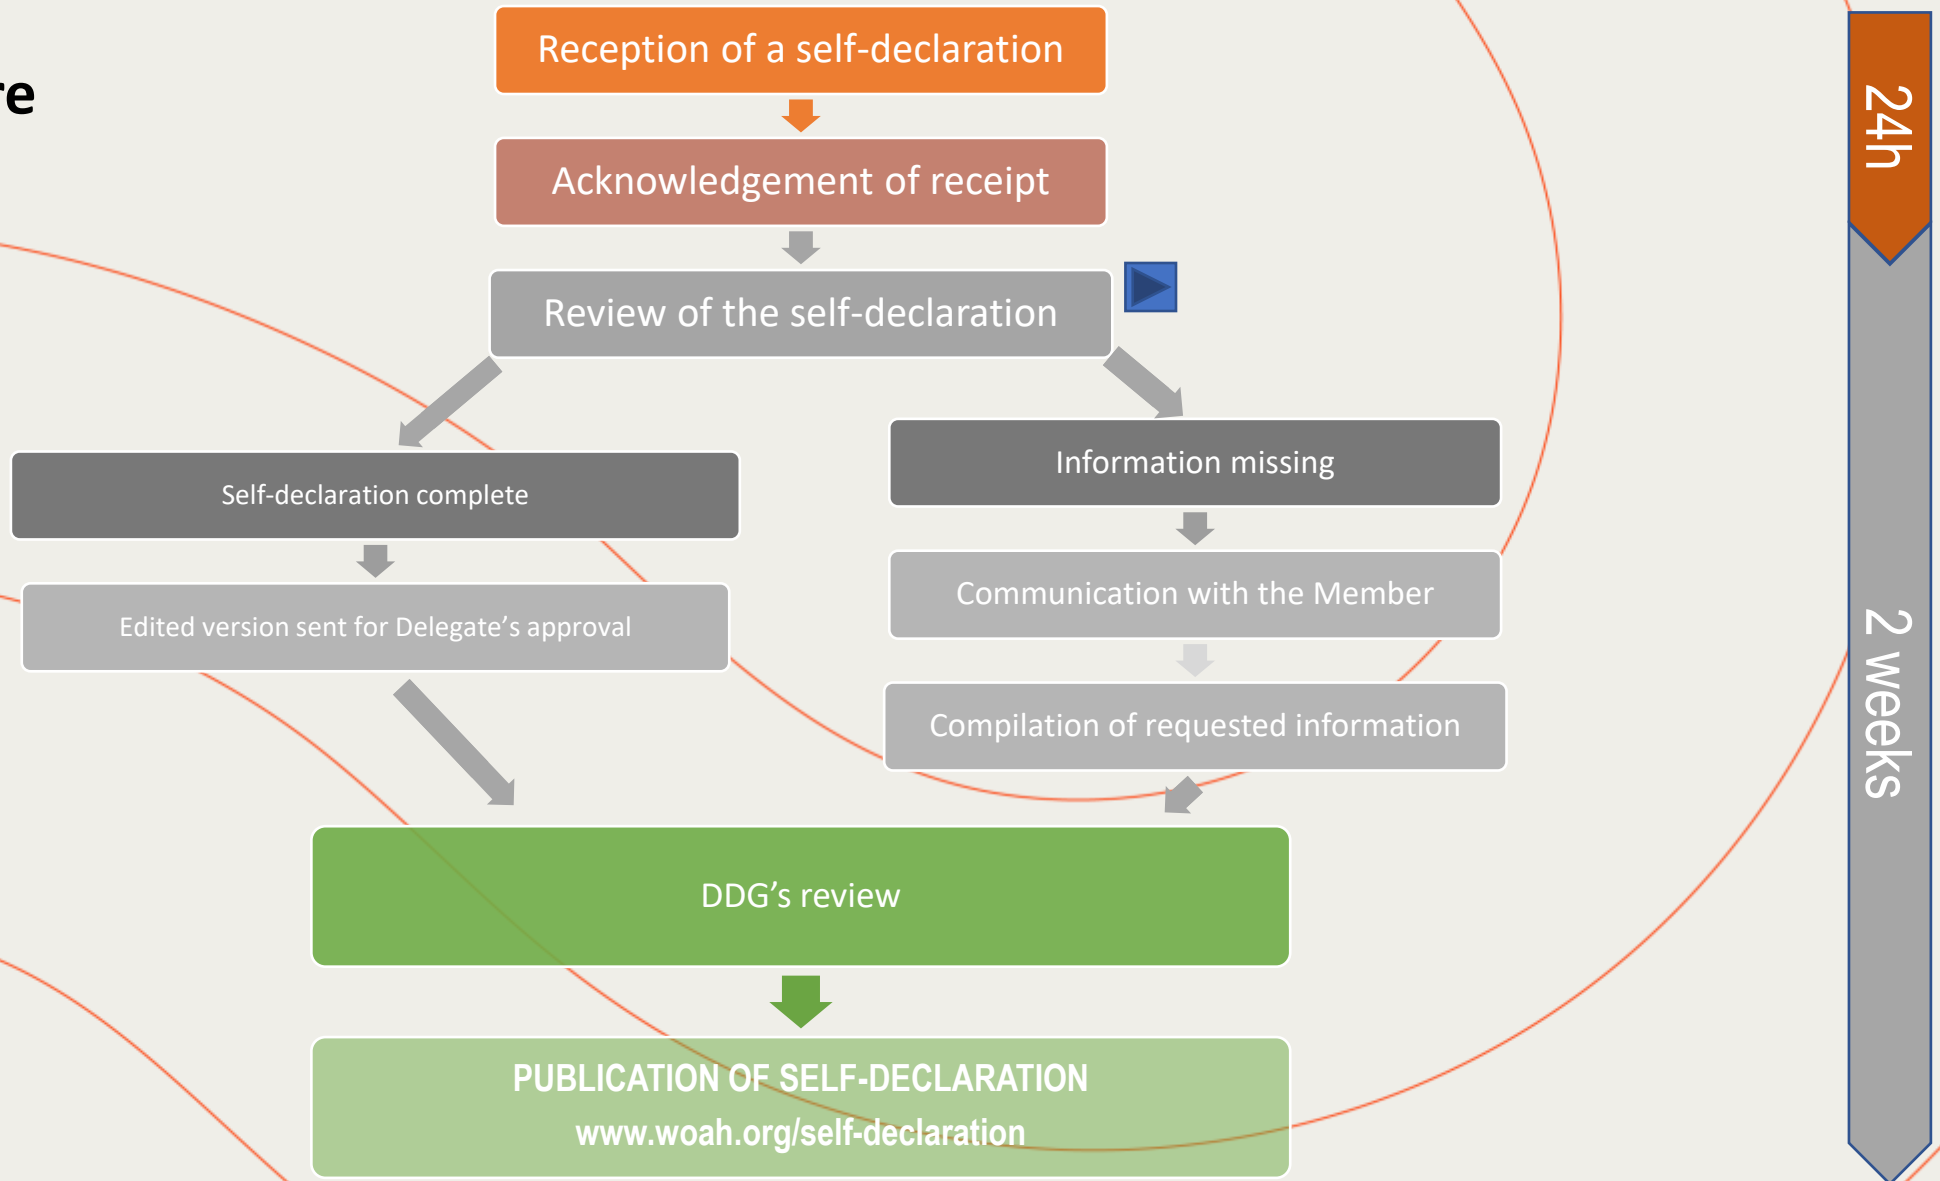 re
Reception of a self-declaration
Acknowledgement of receipt
Review of the self-declaration
Self-declaration complete
Edited version sent for Delegate’s approval
Information missing
Communication with the Member
Compilation of requested information
DDG’s review
PUBLICATION OF SELF-DECLARATION
www.woah.org/self-declaration
24h
2 weeks